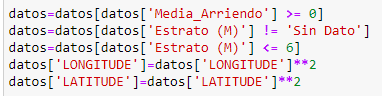 datos=datos[datos['Media_Arriendo'] >= 0]
datos=datos[datos['Estrato (M)'] != 'Sin Dato']
datos=datos[datos['Estrato (M)'] <= 6]
datos['LONGITUDE']=datos['LONGITUDE']**2
datos['LATITUDE']=datos['LATITUDE']**2